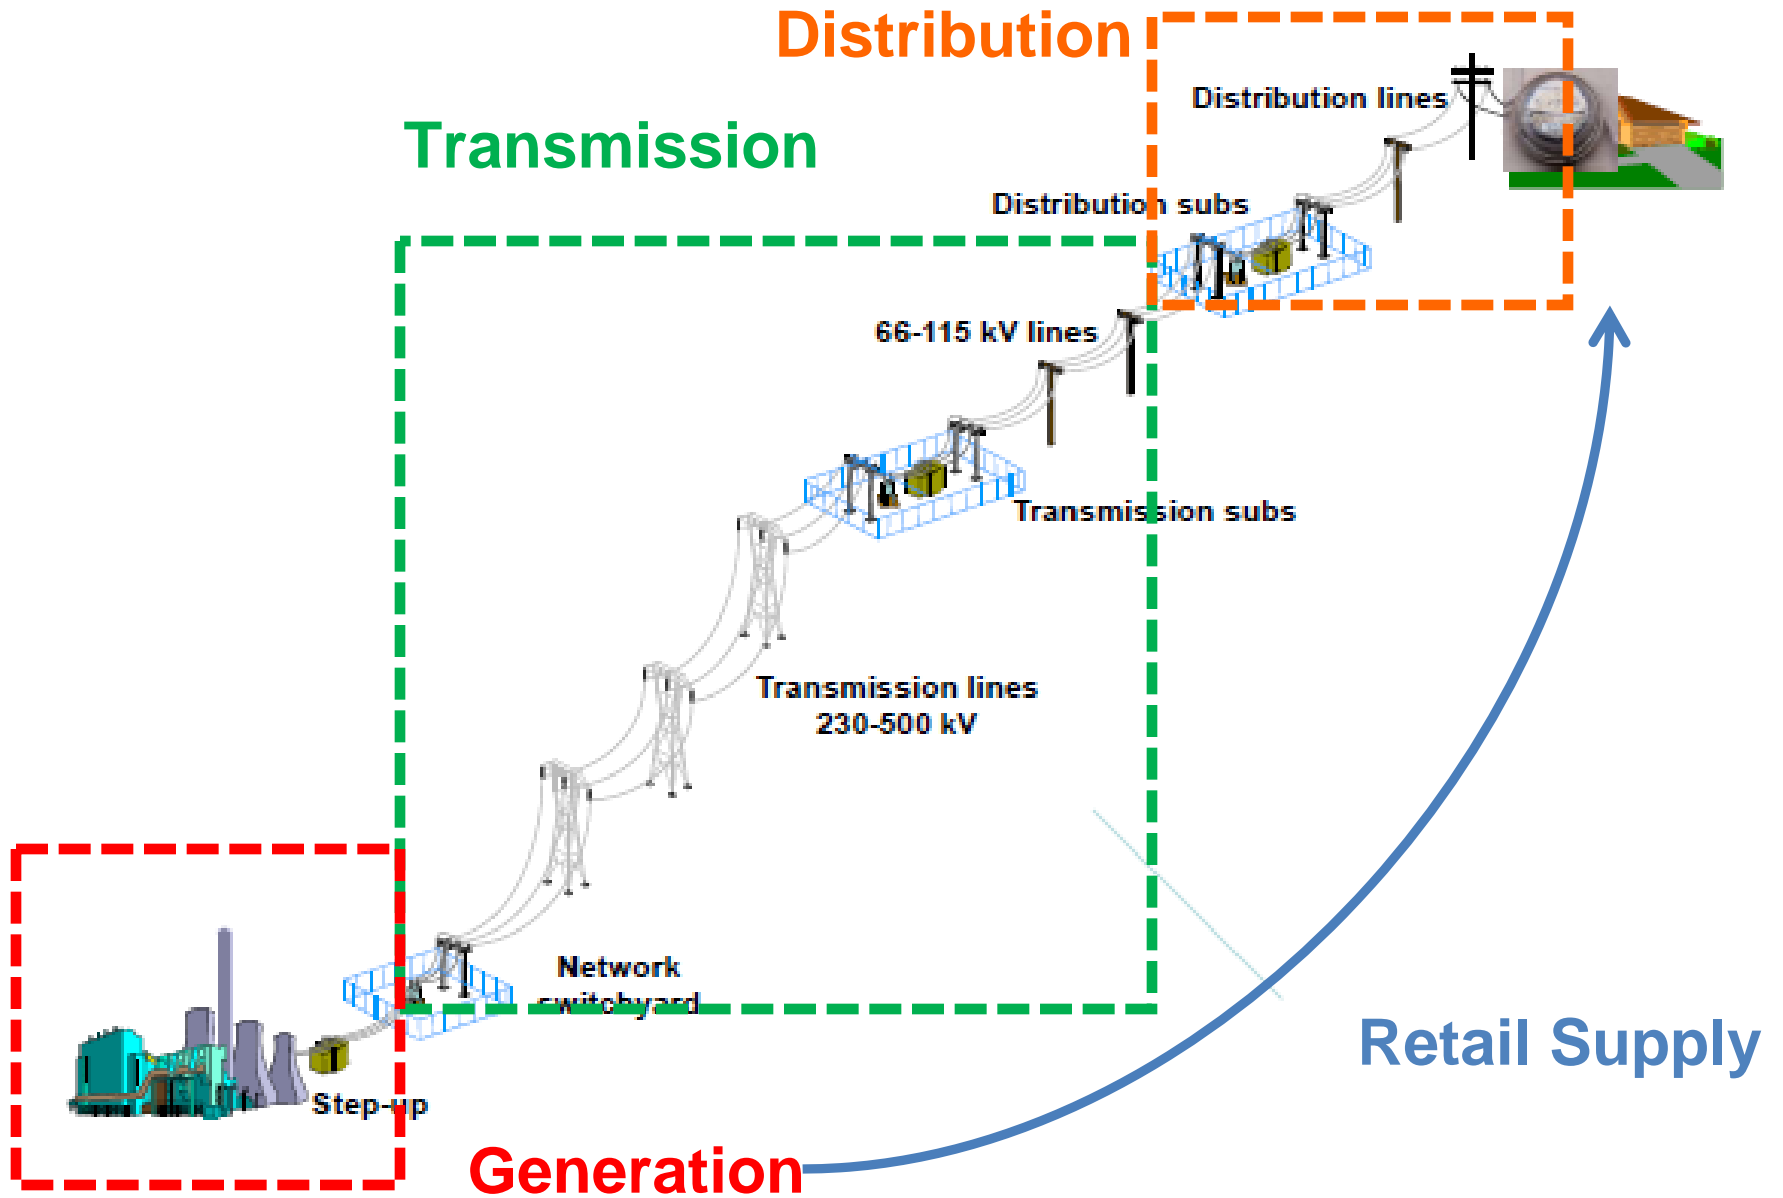 Distribution
Distribution lines
Transmission
Distribution subs
66-115 kV lines
Transmission subs
Transmission lines
230-500 kV
Network
switchyard
Retail Supply
Step-up
Generation